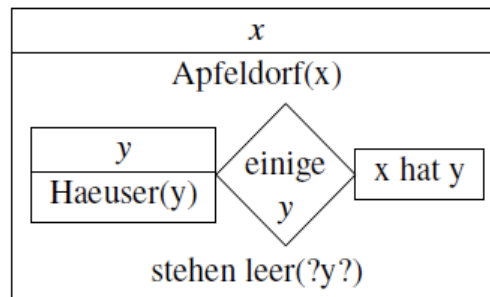 x
Apfeldorf(x)
y
Haeuser(y)
einige
y
x hat y
stehen leer(?y?)